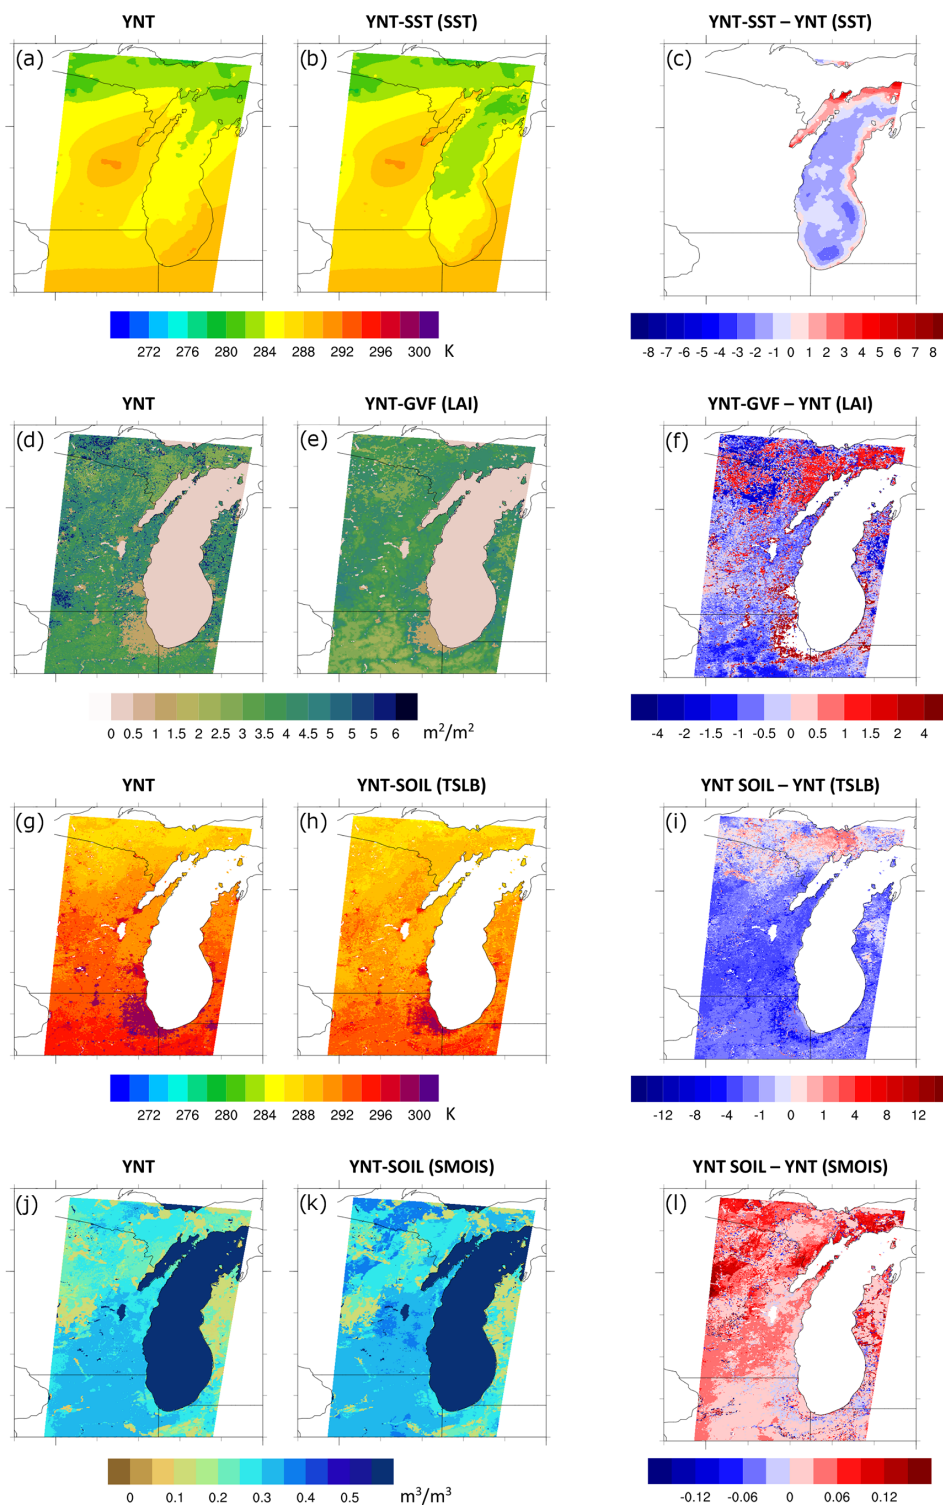 YNT YNT-SST (SST) YNT-SST – YNT (SST)
(a) (b) (c)
272 276 280 284 288 292 296 300 K
-8 -7 -6 -5 -4 -3 -2 -1 0 1 2 3 4 5 6 7 8
YNT YNT-GVF (LAI) YNT-GVF – YNT (LAI)
(d) (e) (f)
0 0.5 1 1.5 2 2.5 3 3.5 4 4.5 5 5 5 6 m²/m²
-4 -2 -1.5 -1 -0.5 0 0.5 1 1.5 2 4
YNT YNT-SOIL (TSLB) YNT SOIL – YNT (TSLB)
(g) (h) (i)
272 276 280 284 288 292 296 300 K
-12 -8 -4 -1 0 1 4 8 12
YNT YNT-SOIL (SMOIS) YNT SOIL – YNT (SMOIS)
(j) (k) (l)
0 0.1 0.2 0.3 0.4 0.5 m³/m³
-0.12 -0.06 0 0.06 0.12